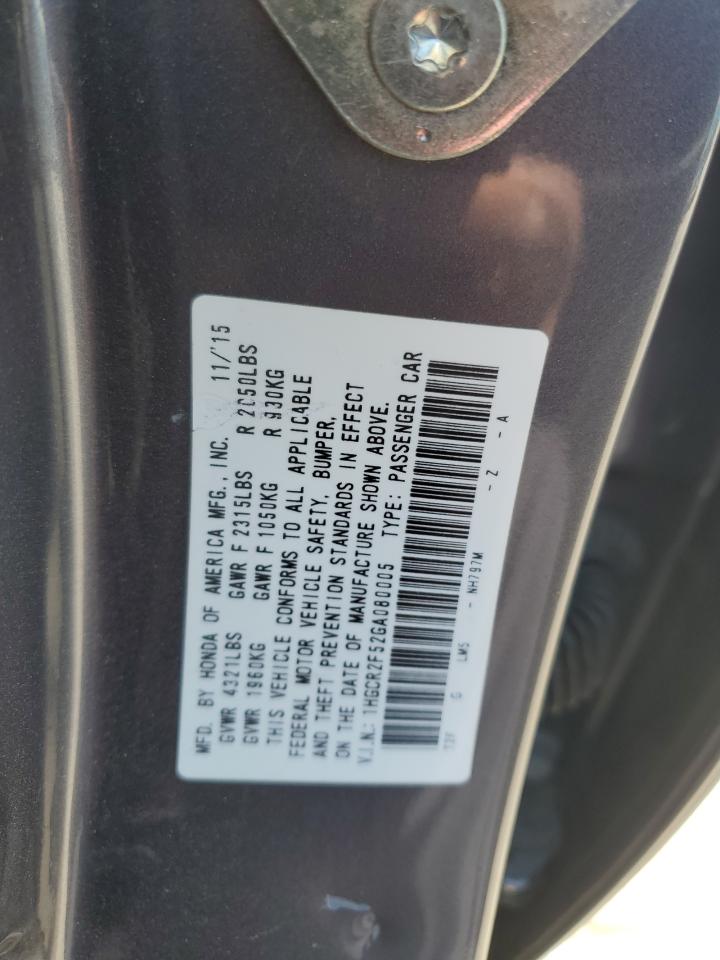 MFD. BY HONDA OF AMERICA MFG., INC. 11/'15
GVWR 4321LBS GAWR F 2315LBS R 2050LBS
GVWR 1960KG GAWR F 1050KG R 930KG
THIS VEHICLE CONFORMS TO ALL APPLICABLE
FEDERAL MOTOR VEHICLE SAFETY, BUMPER,
AND THEFT PREVENTION STANDARDS IN EFFECT
ON THE DATE OF MANUFACTURE SHOWN ABOVE.
V.I.N.: 1HGCR2F52GA080005 TYPE: PASSENGER CAR
G LM5 - NH797M - Z - A